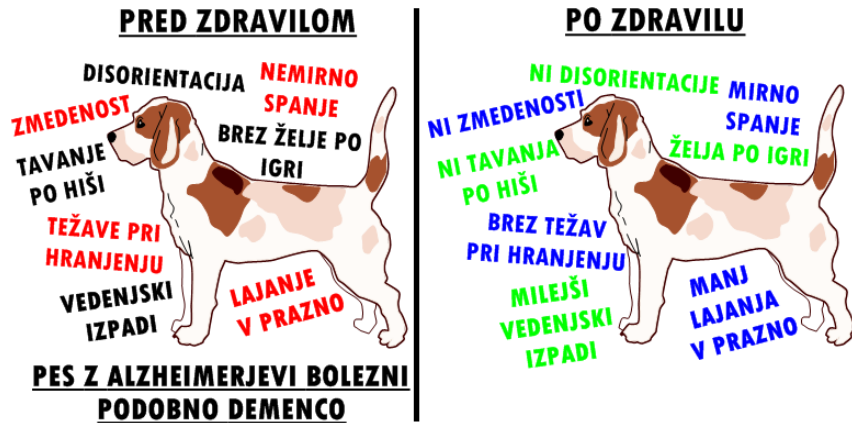 PRED ZDRAVILOM
DISORIENTACIJA
NEMIRNO
SPANJE
ZMEDENOST
BREZ ŽELJE PO
IGRI
TAVANJE
PO HIŠI
TEŽAVE PRI
HRANJENJU
VEDENJSKI
IZPADI
LAJANJE
V PRAZNO
PES Z ALZHEIMERJEVI BOLEZNI
PODOBNO DEMENCO
PO ZDRAVILU
NI DISORIENTACIJE
MIRNO
SPANJE
NI ZMEDENOSTI
ŽELJA PO IGRI
NI TAVANJA
PO HIŠI
BREZ TEŽAV
PRI HRANJENJU
MILEJŠI
VEDENJSKI
IZPADI
MANJ
LAJANJA
V PRAZNO